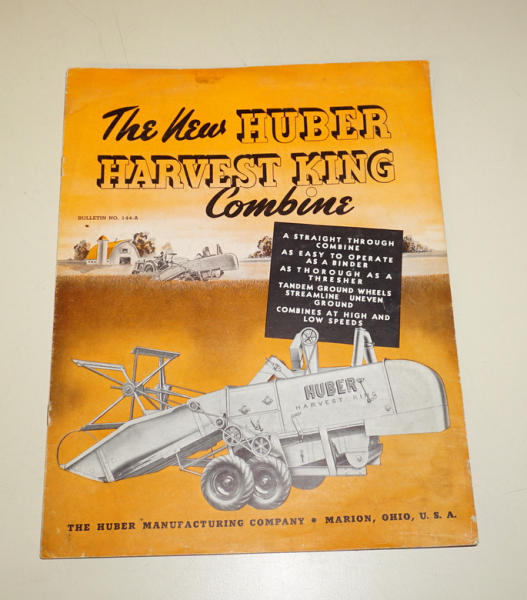 The New HUBER
HARVEST KING
Combine
BULLETIN NO. 144-A
A STRAIGHT THROUGH
COMBINE
AS EASY TO OPERATE
AS A BINDER
AS THOROUGH AS A
THRESHER
TANDEM GROUND WHEELS
STREAMLINE UNEVEN
GROUND
COMBINES AT HIGH AND
LOW SPEEDS
HUBER
HARVEST KING
THE HUBER MANUFACTURING COMPANY • MARION, OHIO, U. S. A.